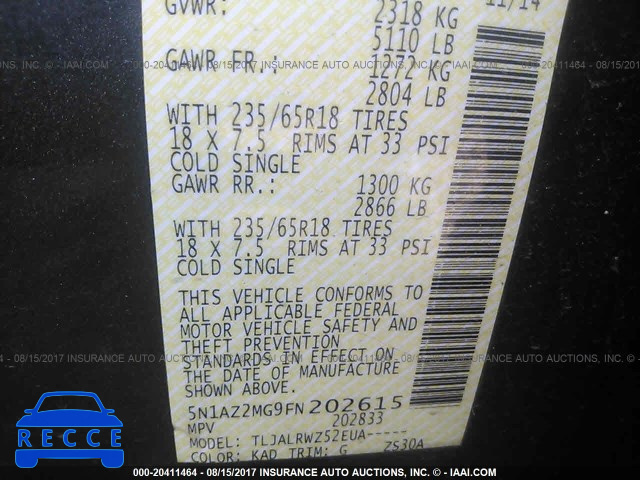 11/14
GVWR: 2318 KG
5110 LB
GAWR FR.: 1272 KG
2804 LB
WITH 235/65R18 TIRES
18 X 7.5 RIMS AT 33 PSI
COLD SINGLE
GAWR RR.: 1300 KG
2866 LB
WITH 235/65R18 TIRES
18 X 7.5 RIMS AT 33 PSI
COLD SINGLE
THIS VEHICLE CONFORMS TO
ALL APPLICABLE FEDERAL
MOTOR VEHICLE SAFETY AND
THEFT PREVENTION
STANDARDS IN EFFECT ON
THE DATE OF MANUFACTURE
SHOWN ABOVE.
5N1AZ2MG9FN202615
MPV 202833
MODEL: TLJALRWZ52EUA----
COLOR: KAD TRIM: G ZS30A
000-20411464 - 08/15/2017 INSURANCE AUTO AUCTIONS, INC. - © - IAAI.COM
RECCE